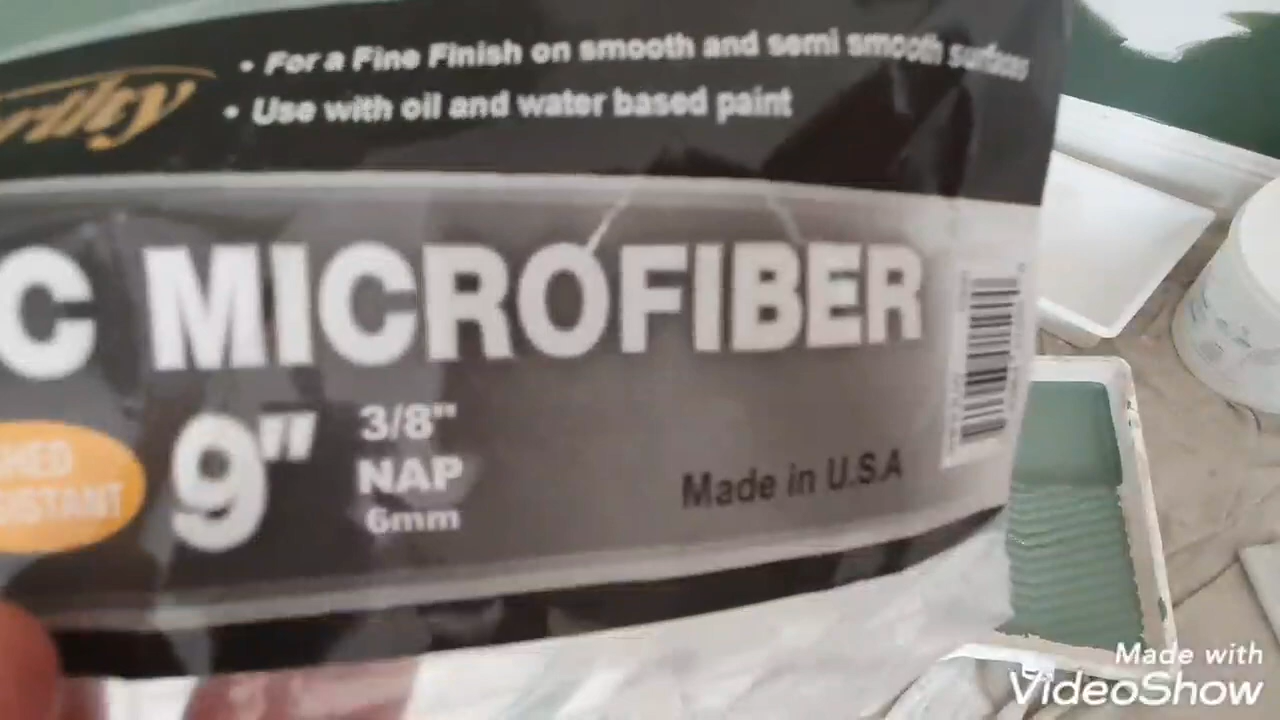 • For a Fine Finish on smooth and semi smooth surfaces
• Use with oil and water based paint
C MICROFIBER
9" 3/8"
NAP
6mm
Made in U.S.A
Made with
VideoShow